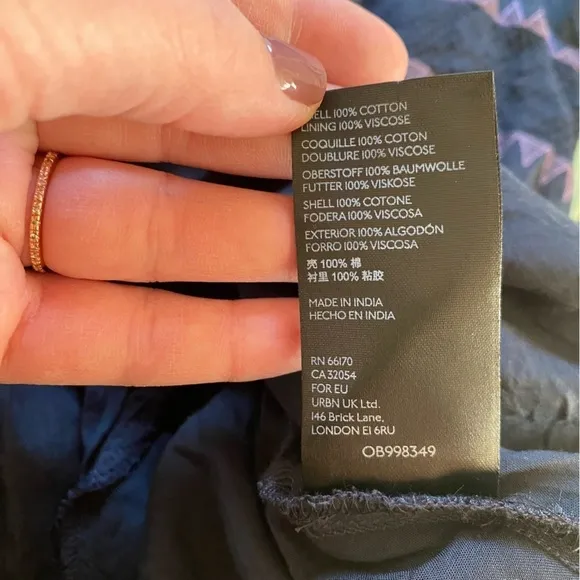 SHELL 100% COTTON
LINING 100% VISCOSE
COQUILLE 100% COTON
DOUBLURE 100% VISCOSE
OBERSTOFF 100% BAUMWOLLE
FUTTER 100% VISKOSE
SHELL 100% COTONE
FODERA 100% VISCOSA
EXTERIOR 100% ALGODÓN
FORRO 100% VISCOSA
壳 100% 棉
衬里 100% 粘胶
MADE IN INDIA
HECHO EN INDIA
RN 66170
CA 32054
FOR EU
URBN UK Ltd.
146 Brick Lane,
LONDON E1 6RU
OB998349